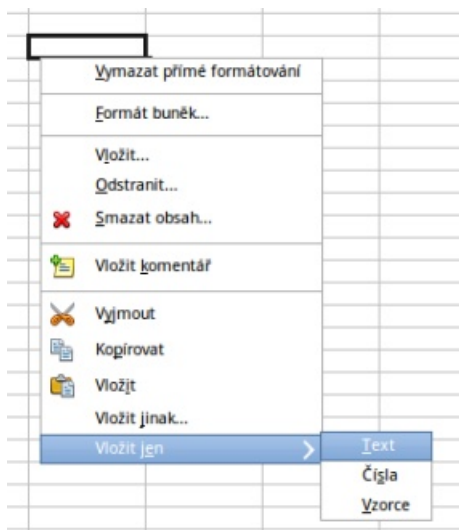 Vymazat přímé formátování
Formát buněk...
Vložit...
Odstranit...
Smazat obsah...
Vložit komentář
Vyjmout
Kopírovat
Vložit
Vložit jinak...
Vložit jen
Text
Čísla
Vzorce